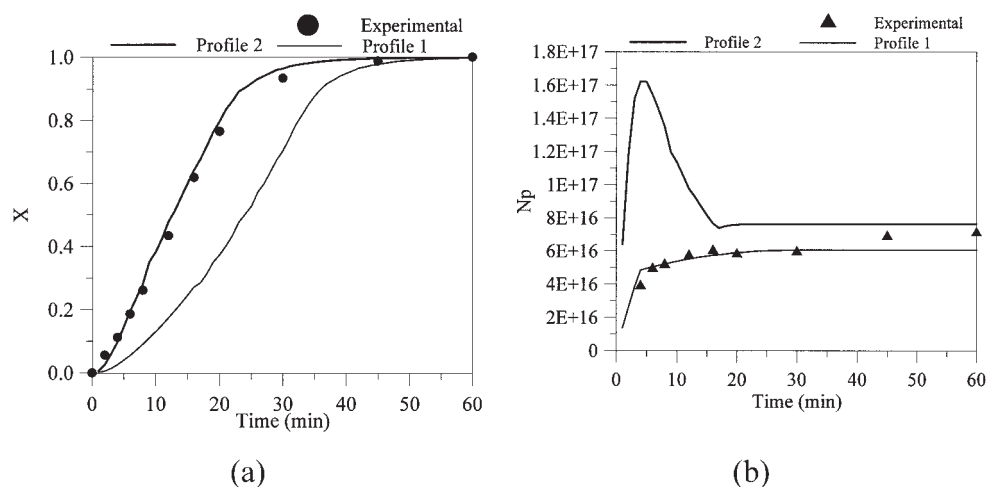 Experimental
Profile 2
Profile 1
1.0
0.8
0.6
0.4
0.2
0.0
X
0
10
20
30
40
50
60
Time (min)
(a)
Experimental
Profile 2
Profile 1
1.8E+17
1.6E+17
1.4E+17
1.2E+17
1E+17
8E+16
6E+16
4E+16
2E+16
0
Np
0
10
20
30
40
50
60
Time (min)
(b)